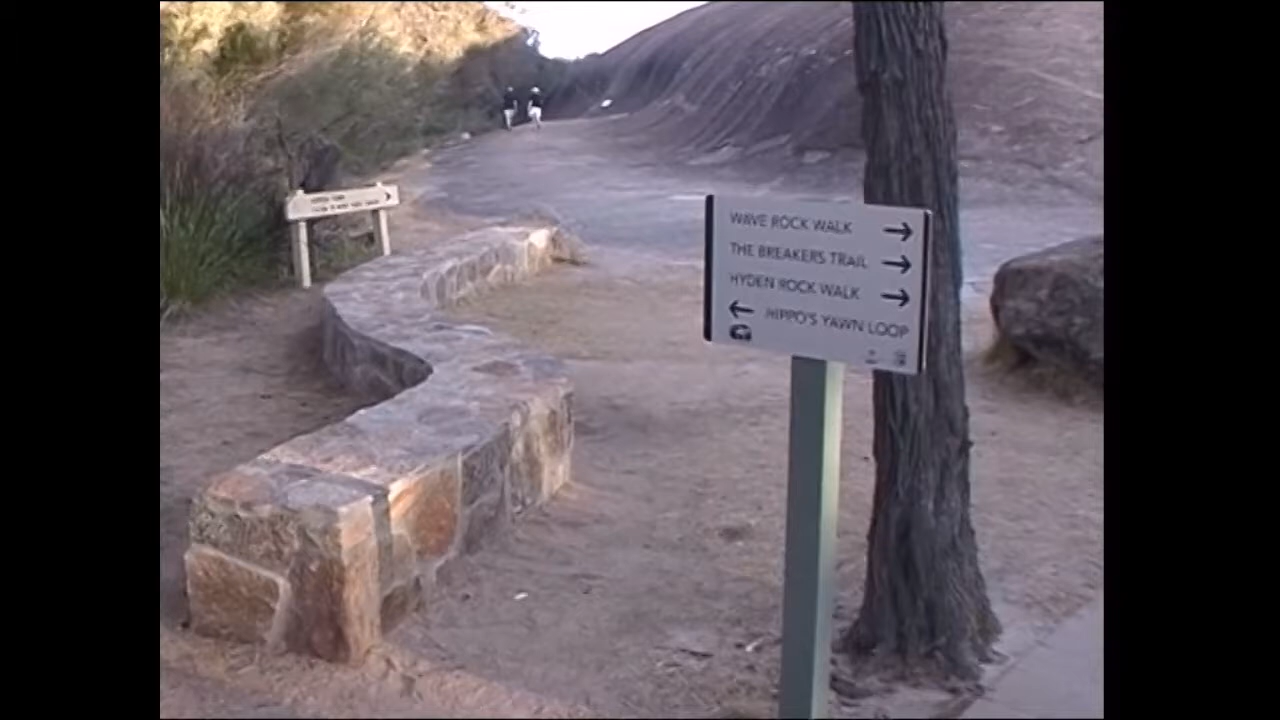 WAVE ROCK WALK →
THE BREAKERS TRAIL →
HYDEN ROCK WALK →
← HIPPO'S YAWN LOOP